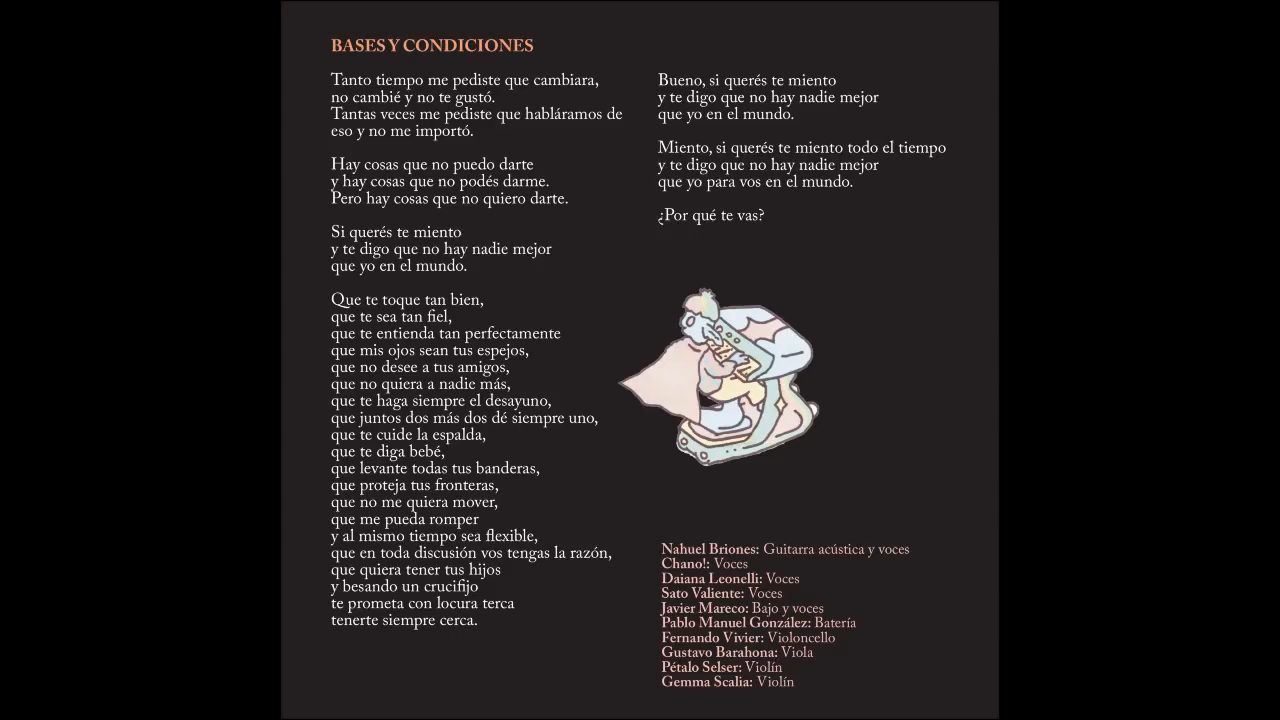 BASES Y CONDICIONES
Tanto tiempo me pediste que cambiara,
no cambié y no te gustó.
Tantas veces me pediste que habláramos de
eso y no me importó.
Hay cosas que no puedo darte
y hay cosas que no podés darme.
Pero hay cosas que no quiero darte.
Si querés te miento
y te digo que no hay nadie mejor
que yo en el mundo.
Que te toque tan bien,
que te sea tan fiel,
que te entienda tan perfectamente
que mis ojos sean tus espejos,
que no desee a tus amigos,
que no quiera a nadie más,
que te haga siempre el desayuno,
que juntos dos más dos dé siempre uno,
que te cuide la espalda,
que te diga bebé,
que levante todas tus banderas,
que proteja tus fronteras,
que no me quiera mover,
que me pueda romper
y al mismo tiempo sea flexible,
que en toda discusión vos tengas la razón,
que quiera tener tus hijos
y besando un crucifijo
te prometa con locura terca
tenerte siempre cerca.
Bueno, si querés te miento
y te digo que no hay nadie mejor
que yo en el mundo.
Miento, si querés te miento todo el tiempo
y te digo que no hay nadie mejor
que yo para vos en el mundo.
¿Por qué te vas?
Nahuel Briones: Guitarra acústica y voces
Chano!: Voces
Daiana Leonelli: Voces
Sato Valiente: Voces
Javier Mareco: Bajo y voces
Pablo Manuel González: Batería
Fernando Vivier: Violoncello
Gustavo Barahona: Viola
Pétalo Selser: Violín
Gemma Scalia: Violín